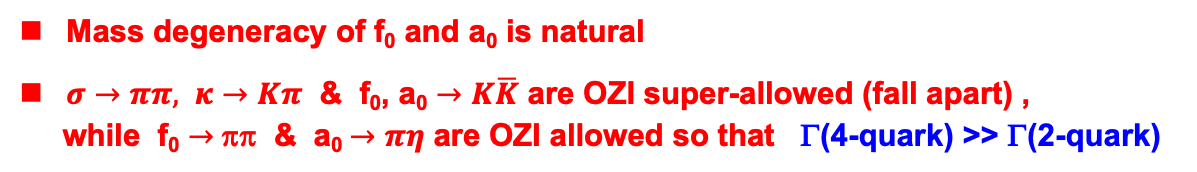 ■ Mass degeneracy of f₀ and a₀ is natural
■ σ → ππ, κ → Kπ & f₀, a₀ → KK̅ are OZI super-allowed (fall apart) ,
while f₀ → ππ & a₀ → πη are OZI allowed so that Γ(4-quark) >> Γ(2-quark)